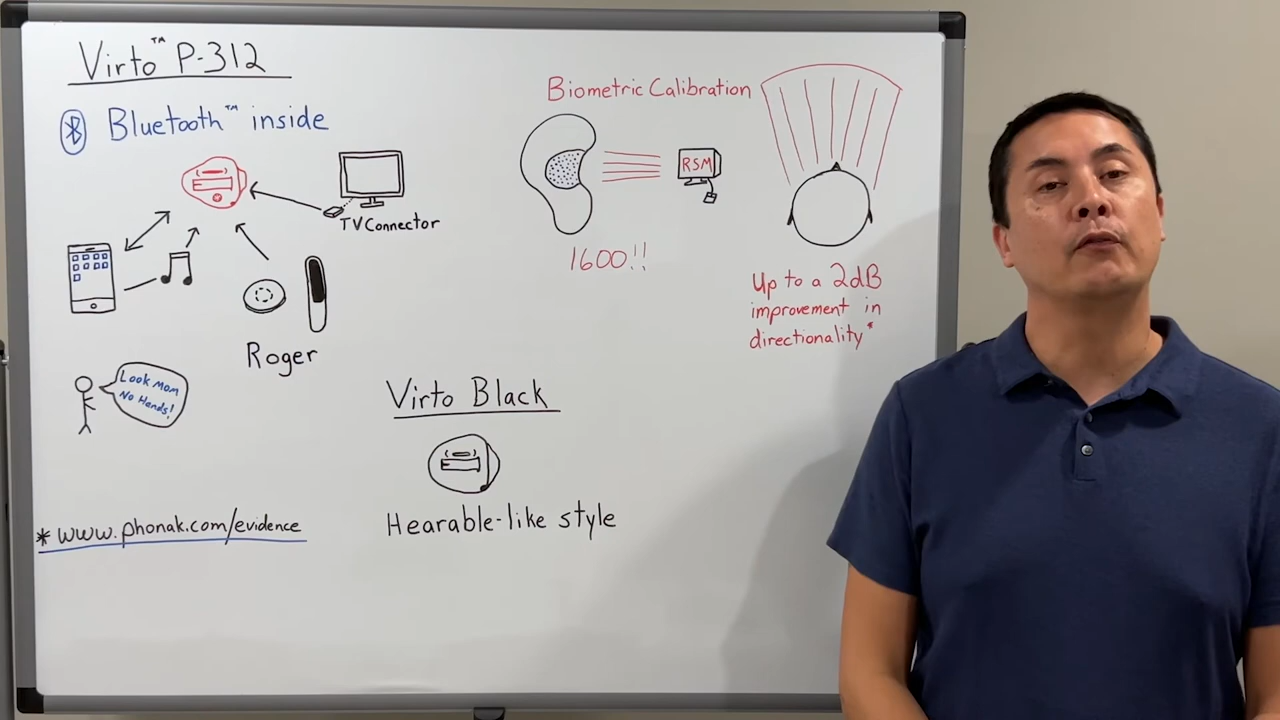 Virto™ P-312
Bluetooth™ inside
TV Connector
Roger
Look Mom
No Hands!
* www.phonak.com/evidence
Biometric Calibration
RSM
1600!!
Up to a 2dB
improvement in
directionality*
Virto Black
Hearable-like style